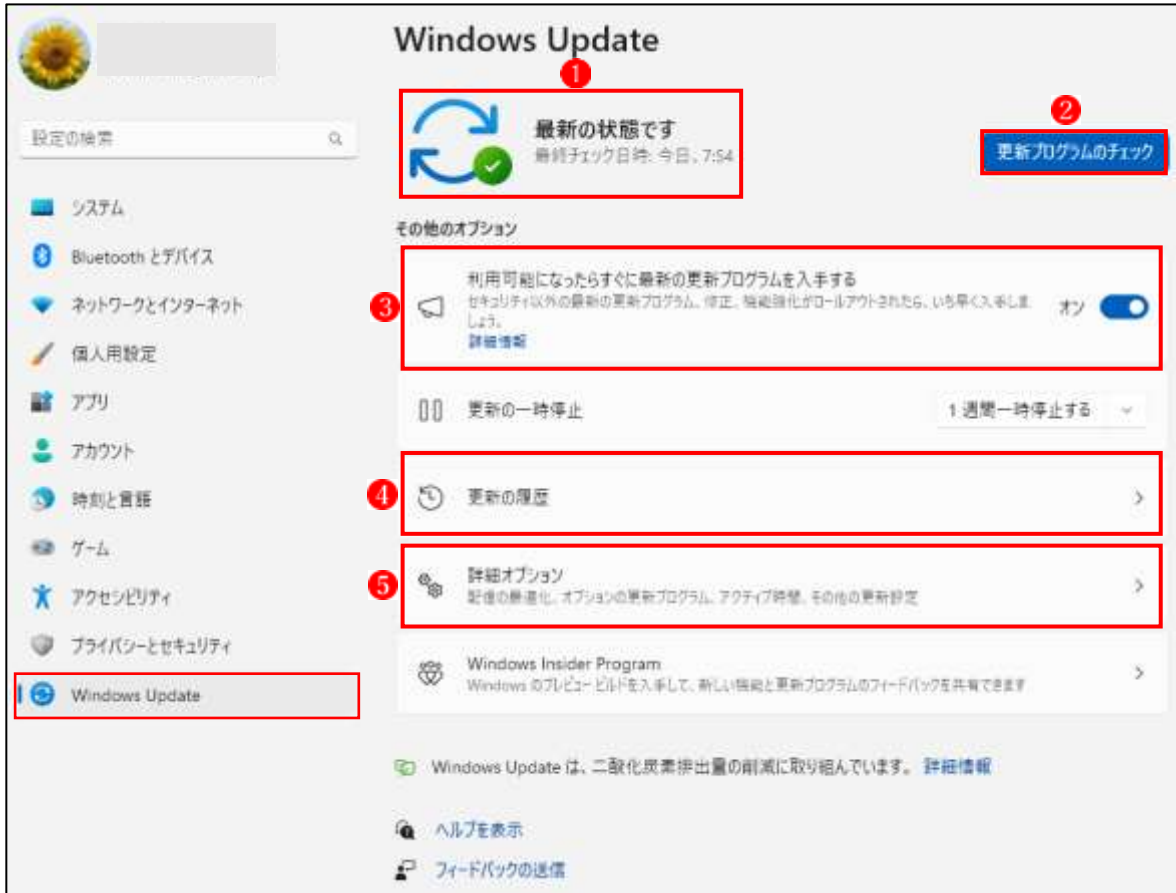 Windows Update
❶
最新の状態です
最終チェック日時: 今日、7:54
❷
更新プログラムのチェック
設定の検索
システム
Bluetooth とデバイス
ネットワークとインターネット
個人用設定
アプリ
アカウント
時刻と言語
ゲーム
アクセシビリティ
プライバシーとセキュリティ
Windows Update
その他のオプション
❸
利用可能になったらすぐに最新の更新プログラムを入手する
セキュリティ以外の最新の更新プログラム、修正、機能強化がロールアウトされたら、いち早く入手しま
しょう。
詳細情報
オン
更新の一時停止
1 週間一時停止する
❹
更新の履歴
❺
詳細オプション
配信の最適化、オプションの更新プログラム、アクティブ時間、その他の更新設定
Windows Insider Program
Windows のプレビュー ビルドを入手して、新しい機能と更新プログラムのフィードバックを共有できます
Windows Update は、二酸化炭素排出量の削減に取り組んでいます。 詳細情報
ヘルプを表示
フィードバックの送信